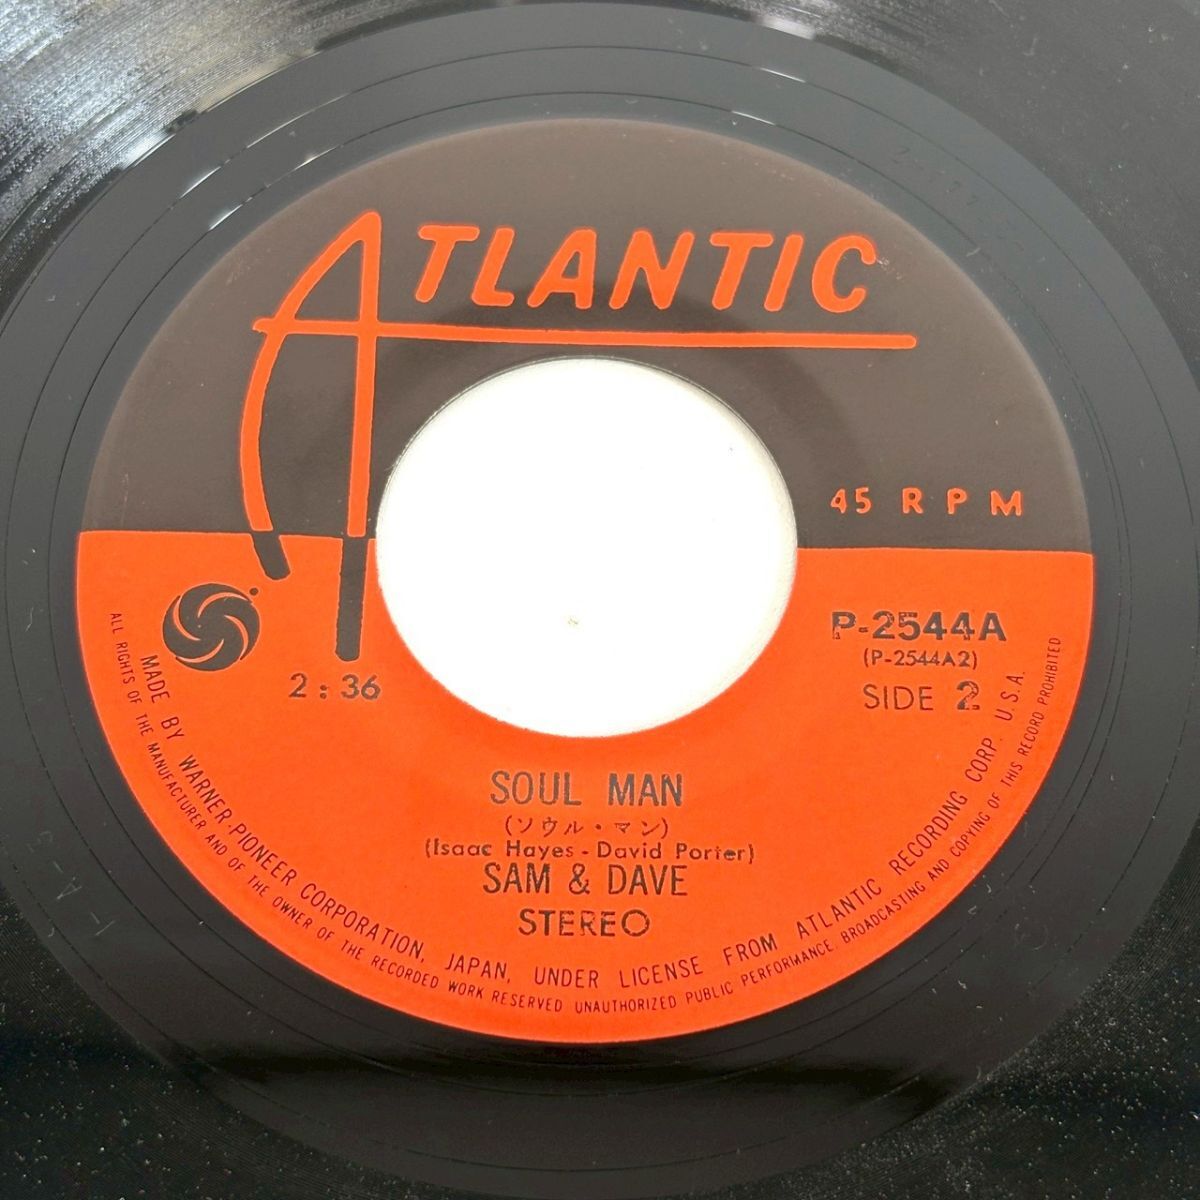 ATLANTIC
45 RPM
P-2544A
(P-2544A2)
SIDE 2
2:36
SOUL MAN
(ソウル・マン)
(Isaac Hayes - David Porter)
SAM & DAVE
STEREO
MADE BY WARNER-PIONEER CORPORATION, JAPAN, UNDER LICENSE FROM ATLANTIC RECORDING CORP. U.S.A.
ALL RIGHTS OF THE MANUFACTURER AND OF THE OWNER OF THE RECORDED WORK RESERVED UNAUTHORIZED PUBLIC PERFORMANCE, BROADCASTING AND COPYING OF THIS RECORD PROHIBITED